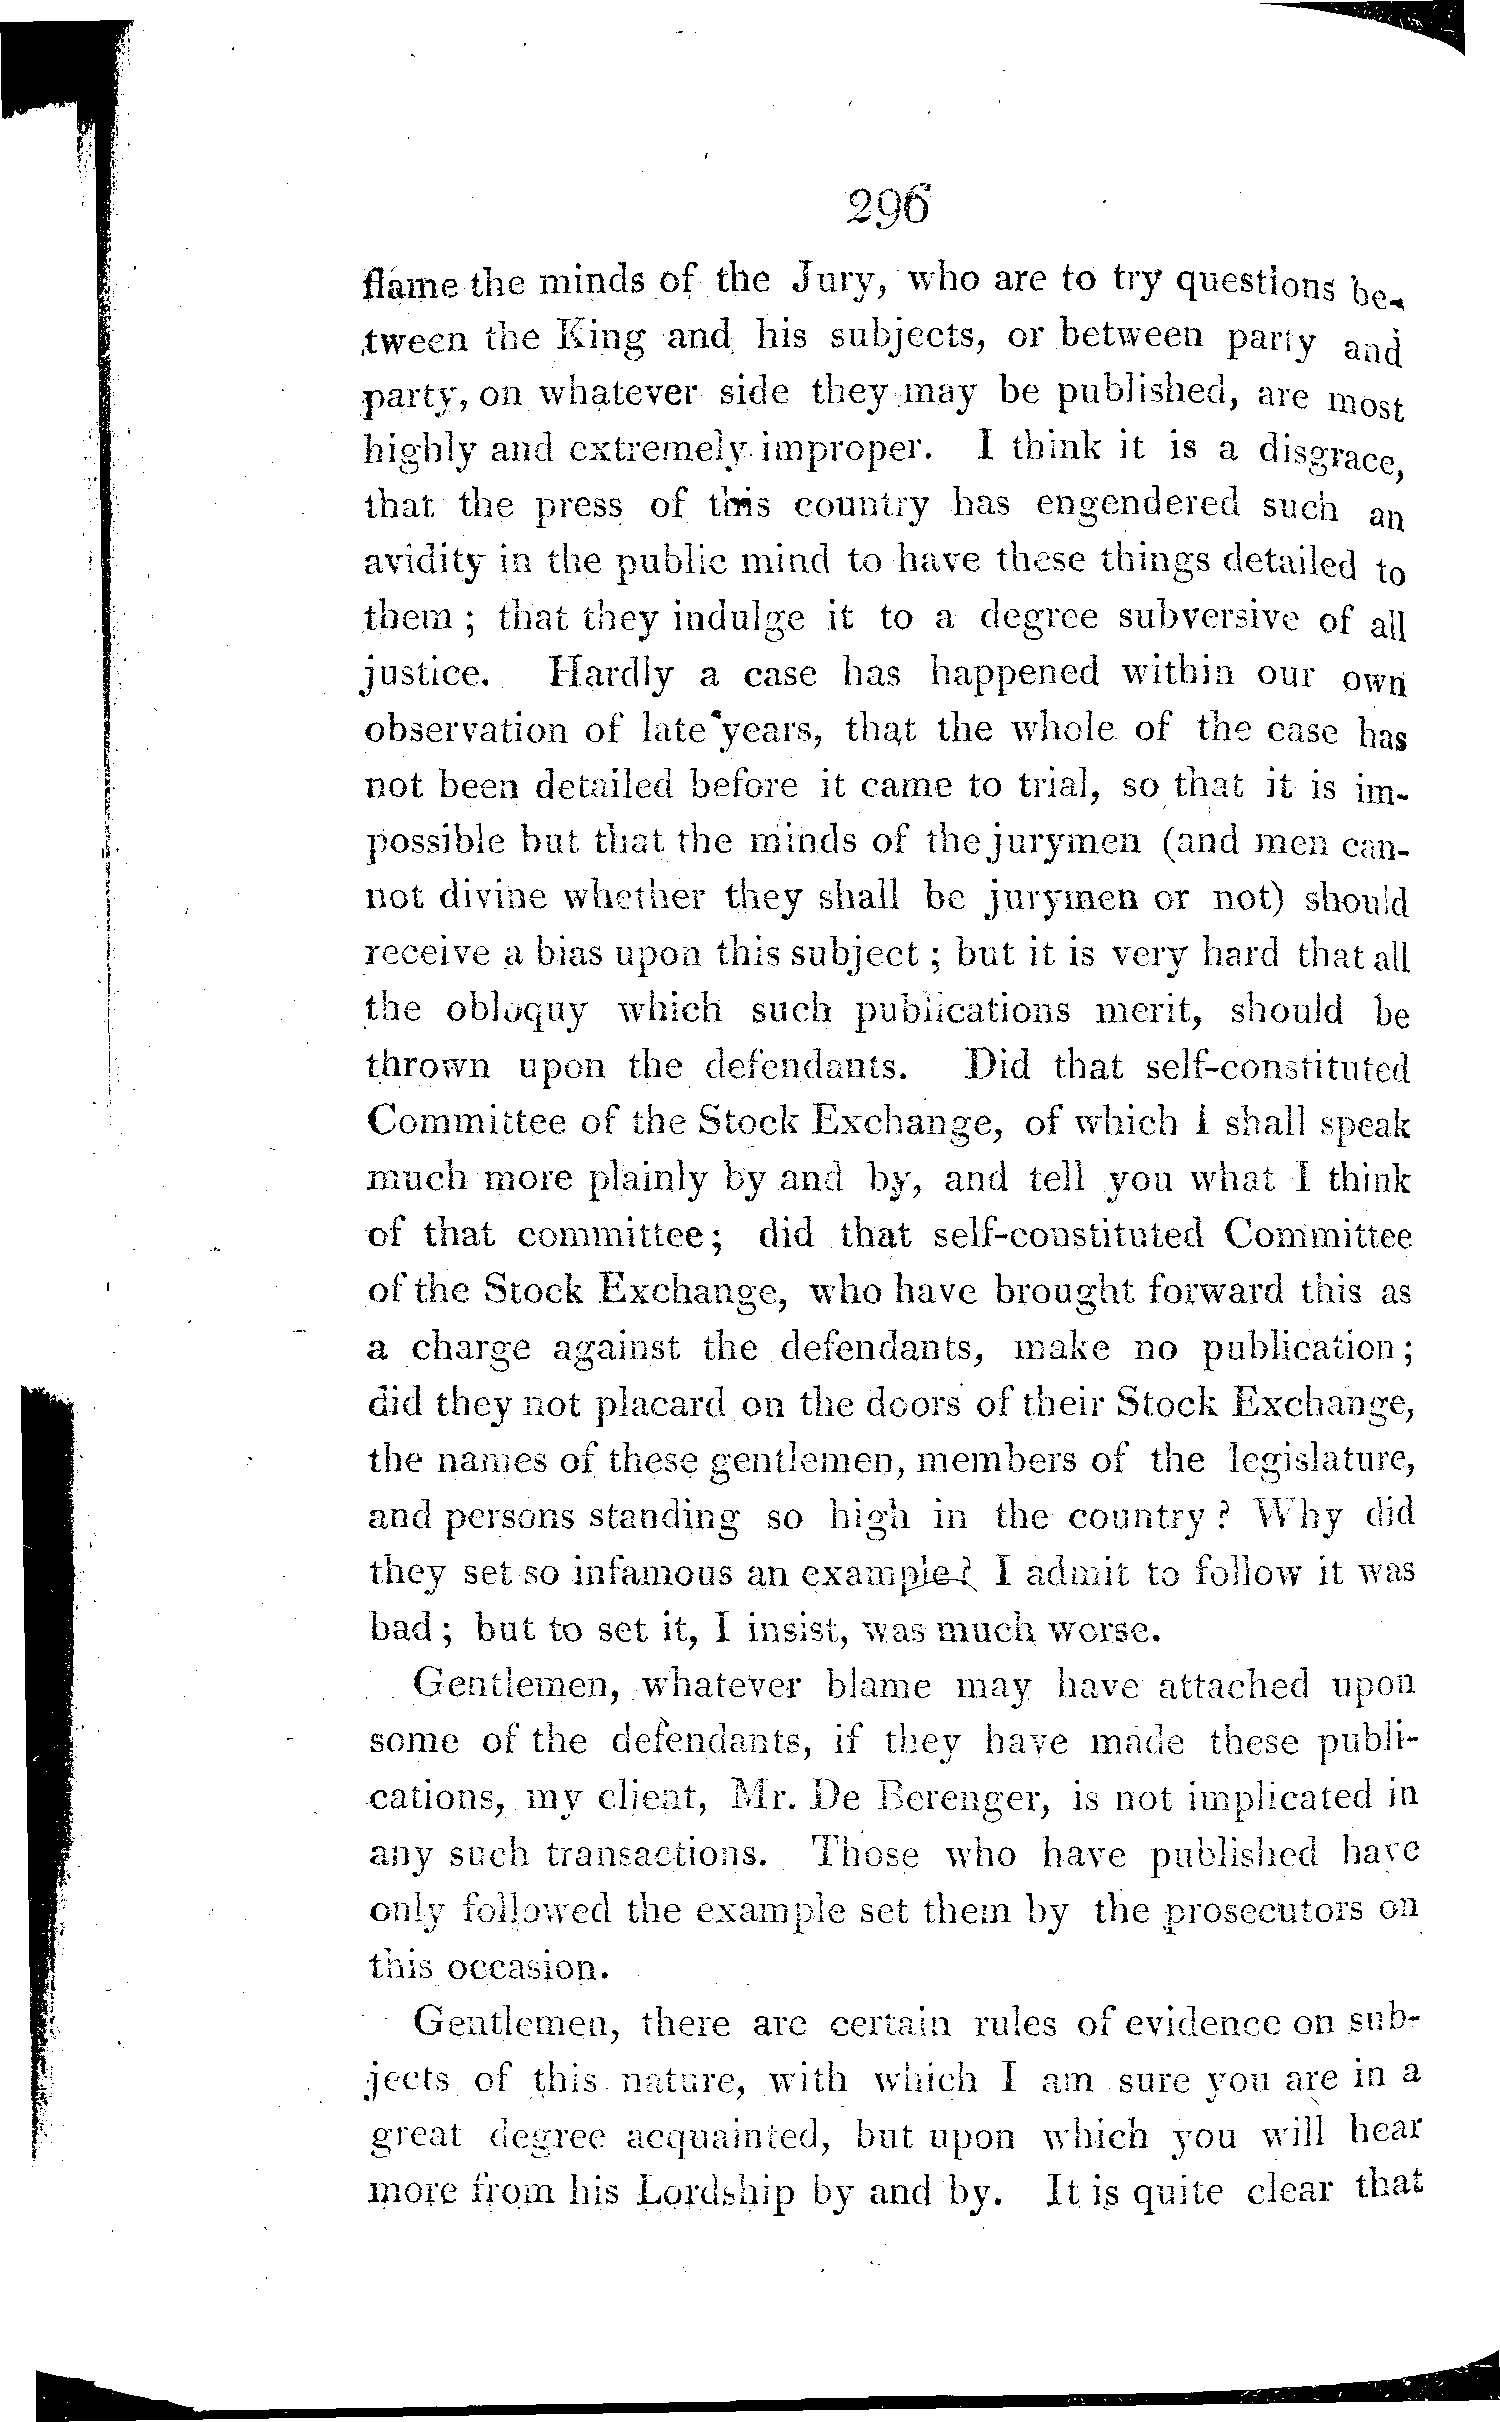 296
flame the minds of the Jury, who are to try questions be-
tween the King and his subjects, or between party and
party, on whatever side they may be published, are most
highly and extremely improper. I think it is a disgrace,
that the press of this country has engendered such an
avidity in the public mind to have these things detailed to
them; that they indulge it to a degree subversive of all
justice. Hardly a case has happened within our own
observation of late years, that the whole of the case has
not been detailed before it came to trial, so that it is im-
possible but that the minds of the jurymen (and men can-
not divine whether they shall be jurymen or not) should
receive a bias upon this subject; but it is very hard that all
the obloquy which such publications merit, should be
thrown upon the defendants. Did that self-constituted
Committee of the Stock Exchange, of which I shall speak
much more plainly by and by, and tell you what I think
of that committee; did that self-constituted Committee
of the Stock Exchange, who have brought forward this as
a charge against the defendants, make no publication;
did they not placard on the doors of their Stock Exchange,
the names of these gentlemen, members of the legislature,
and persons standing so high in the country? Why did
they set so infamous an example? I admit to follow it was
bad; but to set it, I insist, was much worse.
Gentlemen, whatever blame may have attached upon
some of the defendants, if they have made these publi-
cations, my client, Mr. De Berenger, is not implicated in
any such transactions. Those who have published have
only followed the example set them by the prosecutors on
this occasion.
Gentlemen, there are certain rules of evidence on sub-
jects of this nature, with which I am sure you are in a
great degree acquainted, but upon which you will hear
more from his Lordship by and by. It is quite clear that